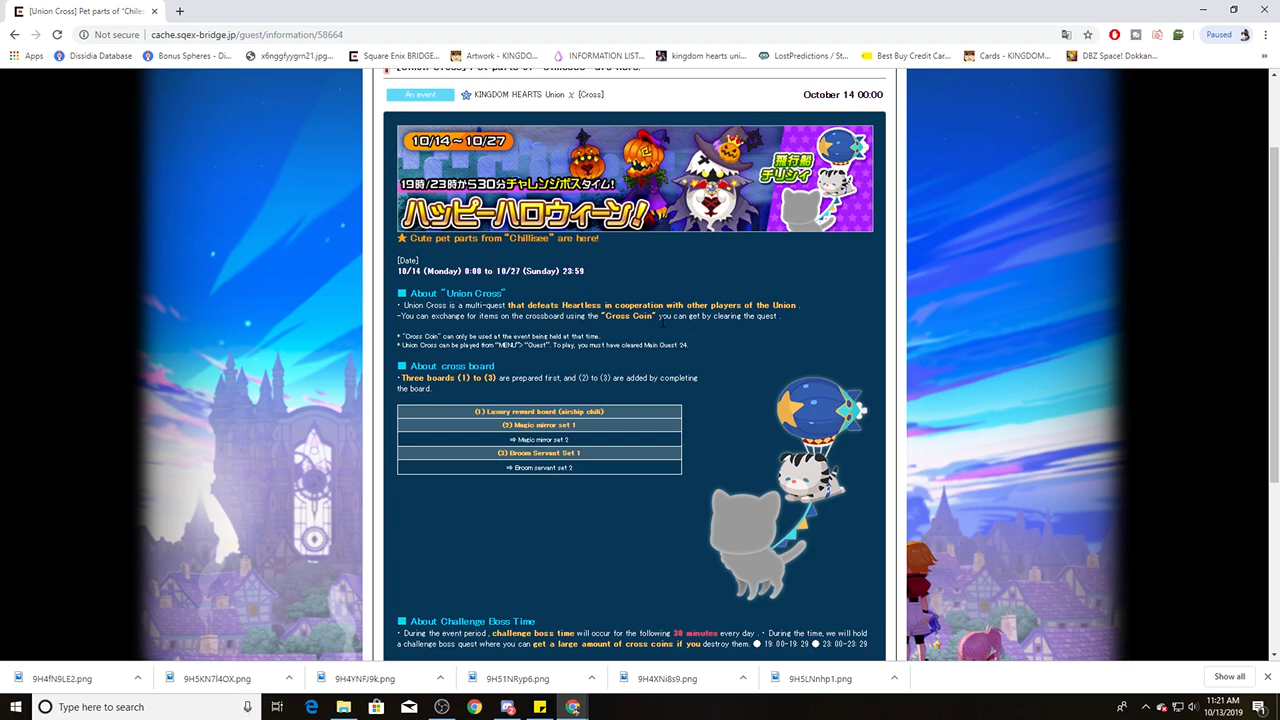 [Union Cross] Pet parts of "Chilles
Not secure
cache.sqex-bridge.jp/guest/information/58664
Paused
Apps
Dissidia Database
Bonus Spheres - Di...
x6nggfyygrn21.jpg...
Square Enix BRIDGE...
Artwork - KINGDO...
INFORMATION LIST...
kingdom hearts uni...
LostPredictions / St...
Best Buy Credit Car...
Cards - KINGDOM...
DBZ Space! Dokkan...
[Union Cross] Pet parts of "Chillisee" are here!
An event
KINGDOM HEARTS Union χ [Cross]
October 14 00:00
10/14~10/27
19時/23時から30分チャレンジボスタイム!
ハッピーハロウィーン!
飛行船
チリシィ
★ Cute pet parts from "Chillisee" are here!
[Date]
10/14 (Monday) 0:00 to 10/27 (Sunday) 23:59
■ About "Union Cross"
・ Union Cross is a multi-quest that defeats Heartless in cooperation with other players of the Union .
-You can exchange for items on the crossboard using the "Cross Coin" you can get by clearing the quest .
* "Cross Coin" can only be used at the event being held at that time.
* Union Cross can be played from "MENU"> "Quest". To play, you must have cleared Main Quest 24.
■ About cross board
・Three boards (1) to (3) are prepared first, and (2) to (3) are added by completing
the board.
(1) Luxury reward board (airship chili)
(2) Magic mirror set 1
⇒ Magic mirror set 2
(3) Broom Servant Set 1
⇒ Broom servant set 2
■ About Challenge Boss Time
・ During the event period , challenge boss time will occur for the following 30 minutes every day . ・ During the time, we will hold
a challenge boss quest where you can get a large amount of cross coins if you destroy them. ● 19: 00-19: 29 ● 23: 00-23: 29
9H4fN9LE2.png
9H5KN7l4OX.png
9H4YNFJ9k.png
9H51NRyp6.png
9H4XNi8s9.png
9H5LNnhp1.png
Show all
Type here to search
11:21 AM
10/13/2019